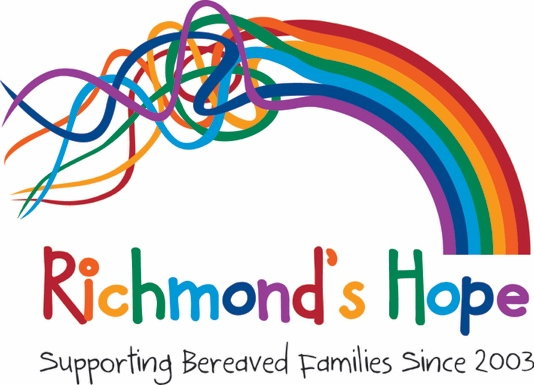 Richmond's Hope
Supporting Bereaved Families Since 2003